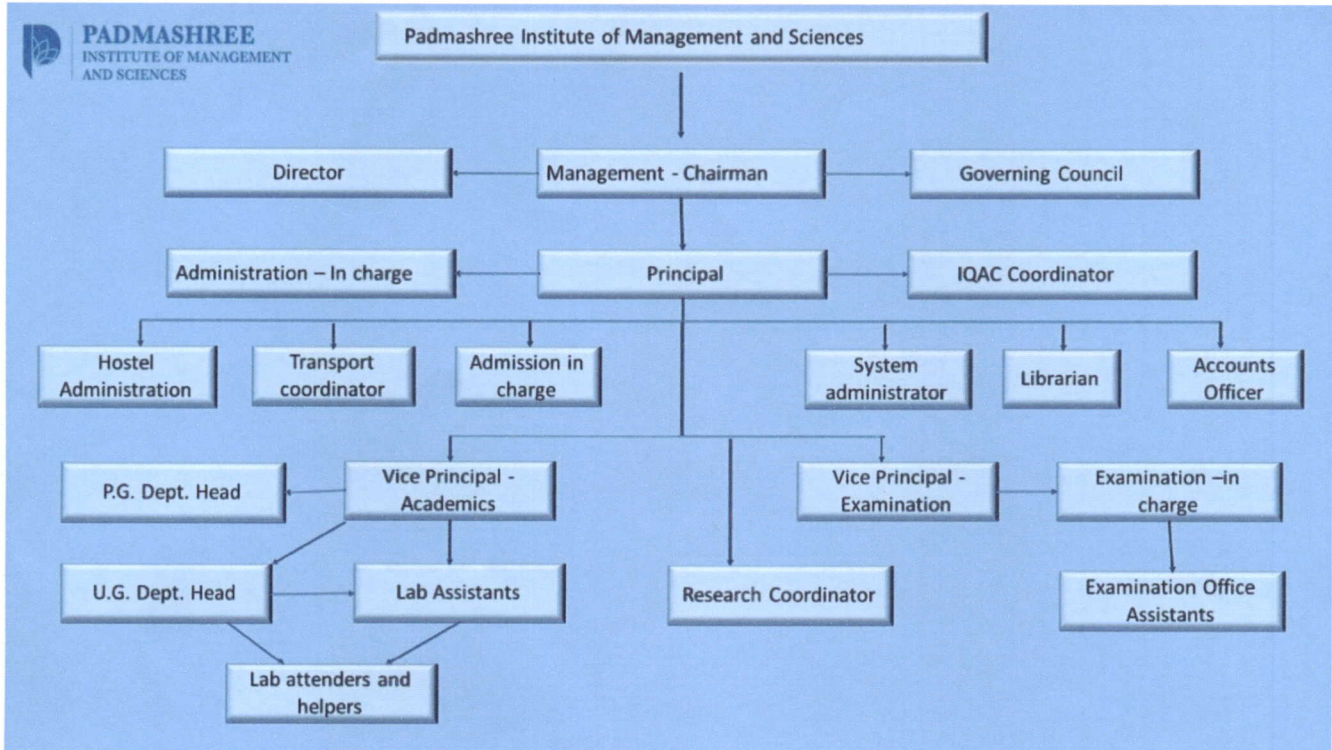 PADMASHREE
INSTITUTE OF MANAGEMENT
AND SCIENCES
Padmashree Institute of Management and Sciences
Director
Management - Chairman
Governing Council
Administration – In charge
Principal
IQAC Coordinator
Hostel
Administration
Transport
coordinator
Admission in
charge
System
administrator
Librarian
Accounts
Officer
P.G. Dept. Head
Vice Principal -
Academics
Vice Principal -
Examination
Examination –in
charge
U.G. Dept. Head
Lab Assistants
Research Coordinator
Examination Office
Assistants
Lab attenders and
helpers